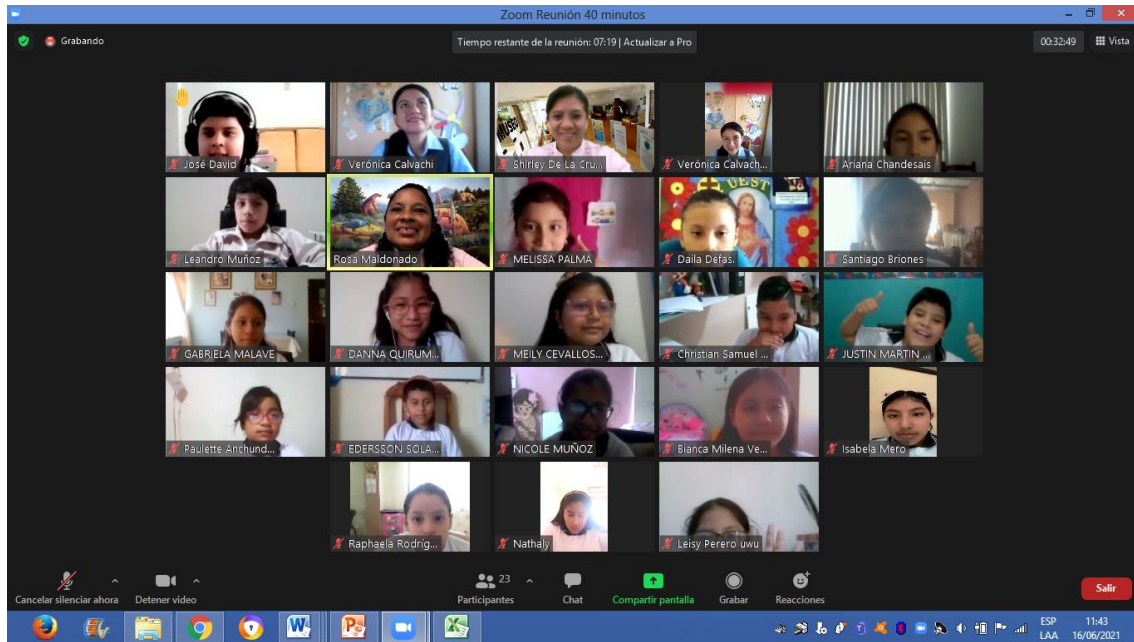 Zoom Reunión 40 minutos
Grabando
Tiempo restante de la reunión: 07:19 | Actualizar a Pro
00:32:49
Vista
José David
Verónica Calvachi
Shirley De La Cru...
Verónica Calvach...
Ariana Chandesais
Leandro Muñoz
Rosa Maldonado
MELISSA PALMA
UEST
Daila Defas.
Santiago Briones
GABRIELA MALAVE
DANNA QUIRUM...
MEILY CEVALLOS...
Christian Samuel ...
JUSTIN MARTIN ...
Paulette Anchund...
EDERSSON SOLA...
NICOLE MUÑOZ
Bianca Milena Ve...
Isabela Mero
Raphaela Rodríg...
Nathaly
Leisy Perero uwu
Cancelar silenciar ahora
Detener video
23
Participantes
Chat
Compartir pantalla
Grabar
Reacciones
Salir
ESP
LAA
11:43
16/06/2021